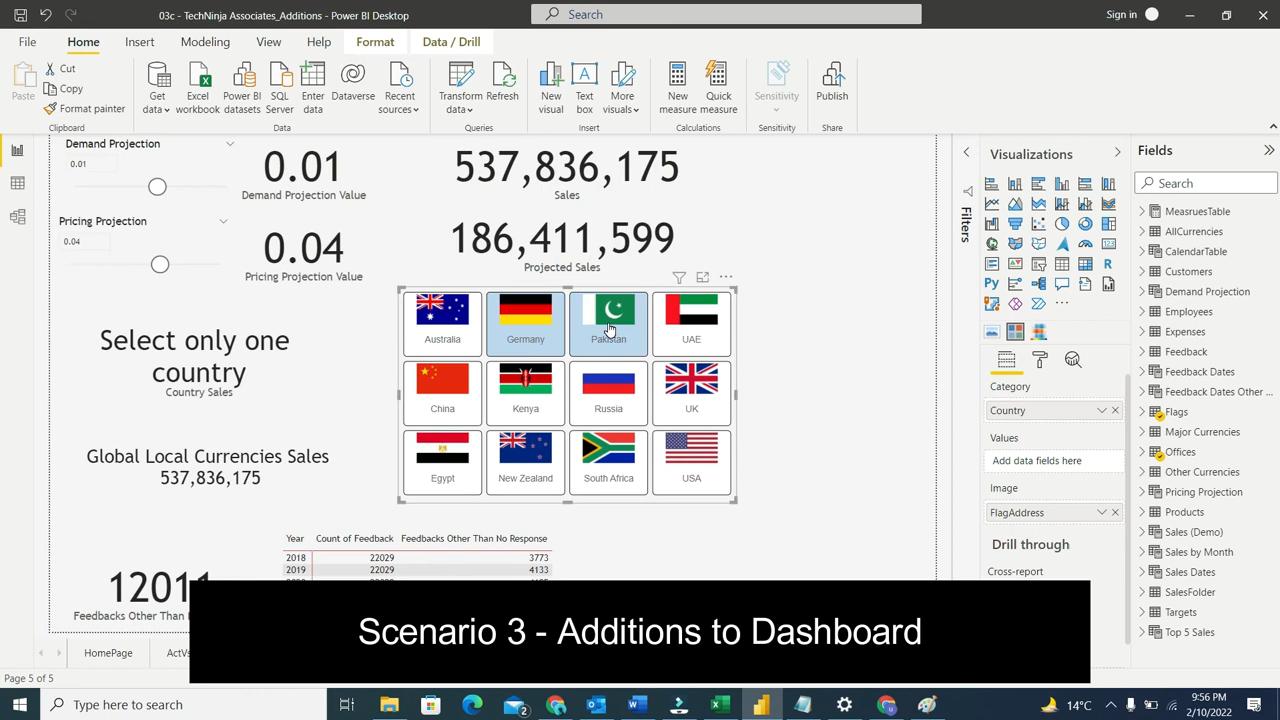 03c - TechNinja Associates_Additions
Search
Sign in
File
Home
Insert
Modeling
View
Help
Format
Data / Drill
Paste
Cut
Copy
Format painter
Clipboard
Get data
Excel workbook
Power BI datasets
SQL Server
Enter data
Dataverse
Recent sources
Data
Transform data
Refresh
Queries
New visual
Text box
More visuals
Insert
New measure
Quick measure
Calculations
Sensitivity
Sensitivity
Publish
Share
Demand Projection
0.01
0.01
Demand Projection Value
537,836,175
Sales
Pricing Projection
0.04
0.04
Pricing Projection Value
186,411,599
Projected Sales
Select only one
country
Country Sales
Global Local Currencies Sales
537,836,175
Australia
Germany
Pakistan
UAE
China
Kenya
Russia
UK
Egypt
New Zealand
South Africa
USA
Year Count of Feedback Feedbacks Other Than No Response
2018 22029 3773
2019 22029 4133
Feedbacks Other Than
Scenario 3 - Additions to Dashboard
HomePage
Page 5 of 5
Filters
Visualizations
R
Py
123
Category
Country
Values
Add data fields here
Image
FlagAddress
Drill through
Cross-report
Fields
Search
MeasruesTable
AllCurrencies
CalendarTable
Customers
Demand Projection
Employees
Expenses
Feedback
Feedback Dates
Feedback Dates Other ...
Flags
Major Currencies
Offices
Other Currencies
Pricing Projection
Products
Sales (Demo)
Sales by Month
Sales Dates
SalesFolder
Targets
Top 5 Sales
Type here to search
2
14°C
9:56 PM
2/10/2022